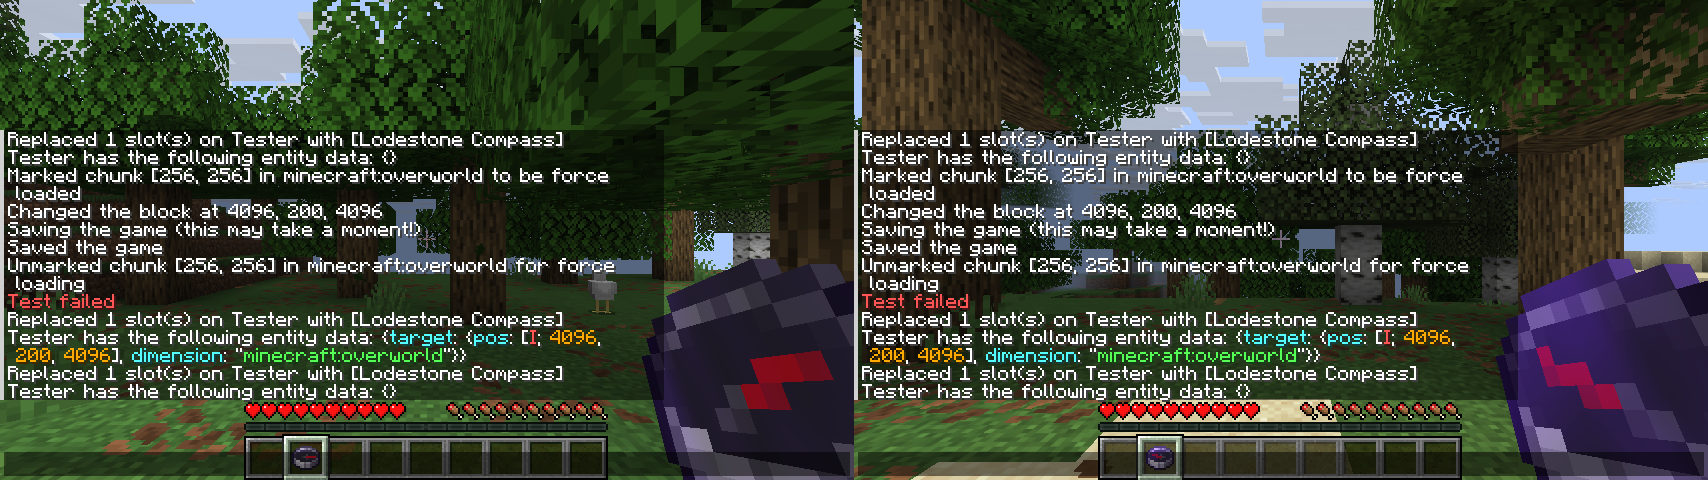 Replaced 1 slot(s) on Tester with [Lodestone Compass]
Tester has the following entity data: {}
Marked chunk [256, 256] in minecraft:overworld to be force
loaded
Changed the block at 4096, 200, 4096
Saving the game (this may take a moment!)
Saved the game
Unmarked chunk [256, 256] in minecraft:overworld for force
loading
Test failed
Replaced 1 slot(s) on Tester with [Lodestone Compass]
Tester has the following entity data: {target: {pos: [I; 4096,
200, 4096], dimension: "minecraft:overworld"}}
Replaced 1 slot(s) on Tester with [Lodestone Compass]
Tester has the following entity data: {}
Replaced 1 slot(s) on Tester with [Lodestone Compass]
Tester has the following entity data: {}
Marked chunk [256, 256] in minecraft:overworld to be force
loaded
Changed the block at 4096, 200, 4096
Saving the game (this may take a moment!)
Saved the game
Unmarked chunk [256, 256] in minecraft:overworld for force
loading
Test failed
Replaced 1 slot(s) on Tester with [Lodestone Compass]
Tester has the following entity data: {target: {pos: [I; 4096,
200, 4096], dimension: "minecraft:overworld"}}
Replaced 1 slot(s) on Tester with [Lodestone Compass]
Tester has the following entity data: {}